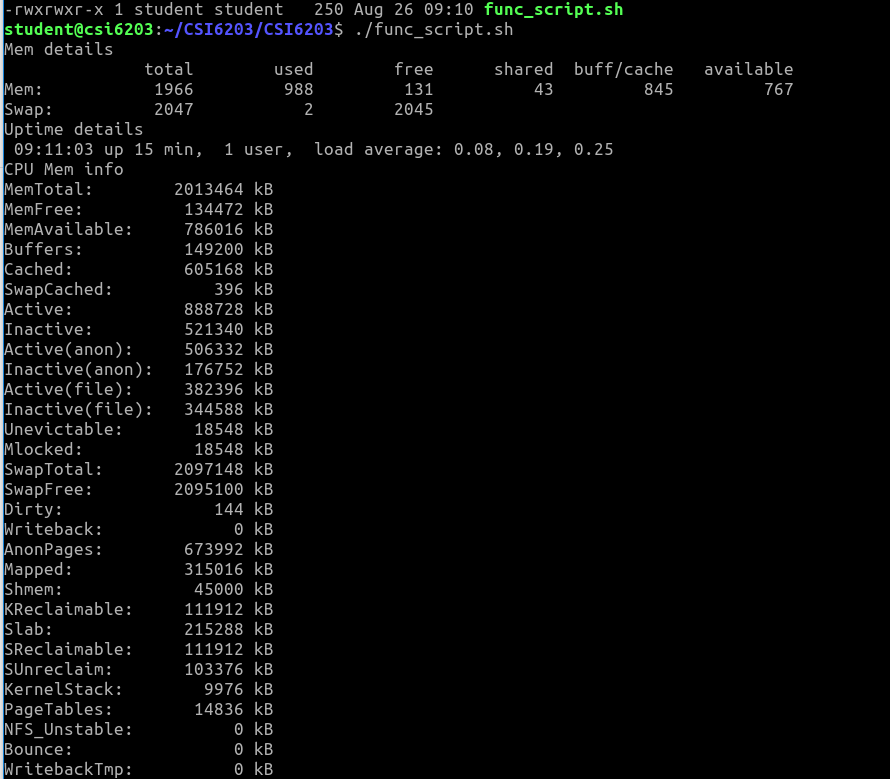 -rwxrwxr-x 1 student student   250 Aug 26 09:10 func_script.sh
student@csi6203:~/CSI6203/CSI6203$ ./func_script.sh
Mem details
              total        used        free      shared  buff/cache   available
Mem:           1966         988         131          43         845         767
Swap:          2047           2        2045
Uptime details
 09:11:03 up 15 min,  1 user,  load average: 0.08, 0.19, 0.25
CPU Mem info
MemTotal:        2013464 kB
MemFree:          134472 kB
MemAvailable:     786016 kB
Buffers:          149200 kB
Cached:           605168 kB
SwapCached:          396 kB
Active:           888728 kB
Inactive:         521340 kB
Active(anon):     506332 kB
Inactive(anon):   176752 kB
Active(file):     382396 kB
Inactive(file):   344588 kB
Unevictable:       18548 kB
Mlocked:           18548 kB
SwapTotal:       2097148 kB
SwapFree:        2095100 kB
Dirty:               144 kB
Writeback:             0 kB
AnonPages:        673992 kB
Mapped:           315016 kB
Shmem:             45000 kB
KReclaimable:     111912 kB
Slab:             215288 kB
SReclaimable:     111912 kB
SUnreclaim:       103376 kB
KernelStack:        9976 kB
PageTables:        14836 kB
NFS_Unstable:          0 kB
Bounce:                0 kB
WritebackTmp:          0 kB